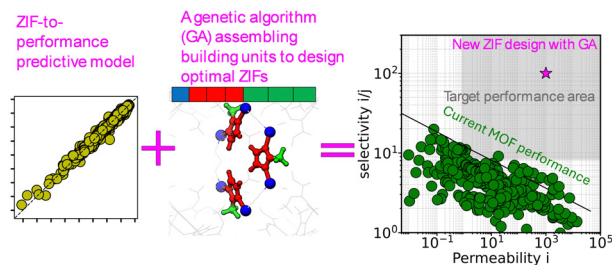 ZIF-to-
performance
predictive model
A genetic algorithm
(GA) assembling
building units to design
optimal ZIFs
+
=
New ZIF design with GA
Target performance area
Current MOF performance
selectivity i/j
10²
10¹
10⁰
10⁻¹ 10¹ 10³ 10⁵
Permeability i